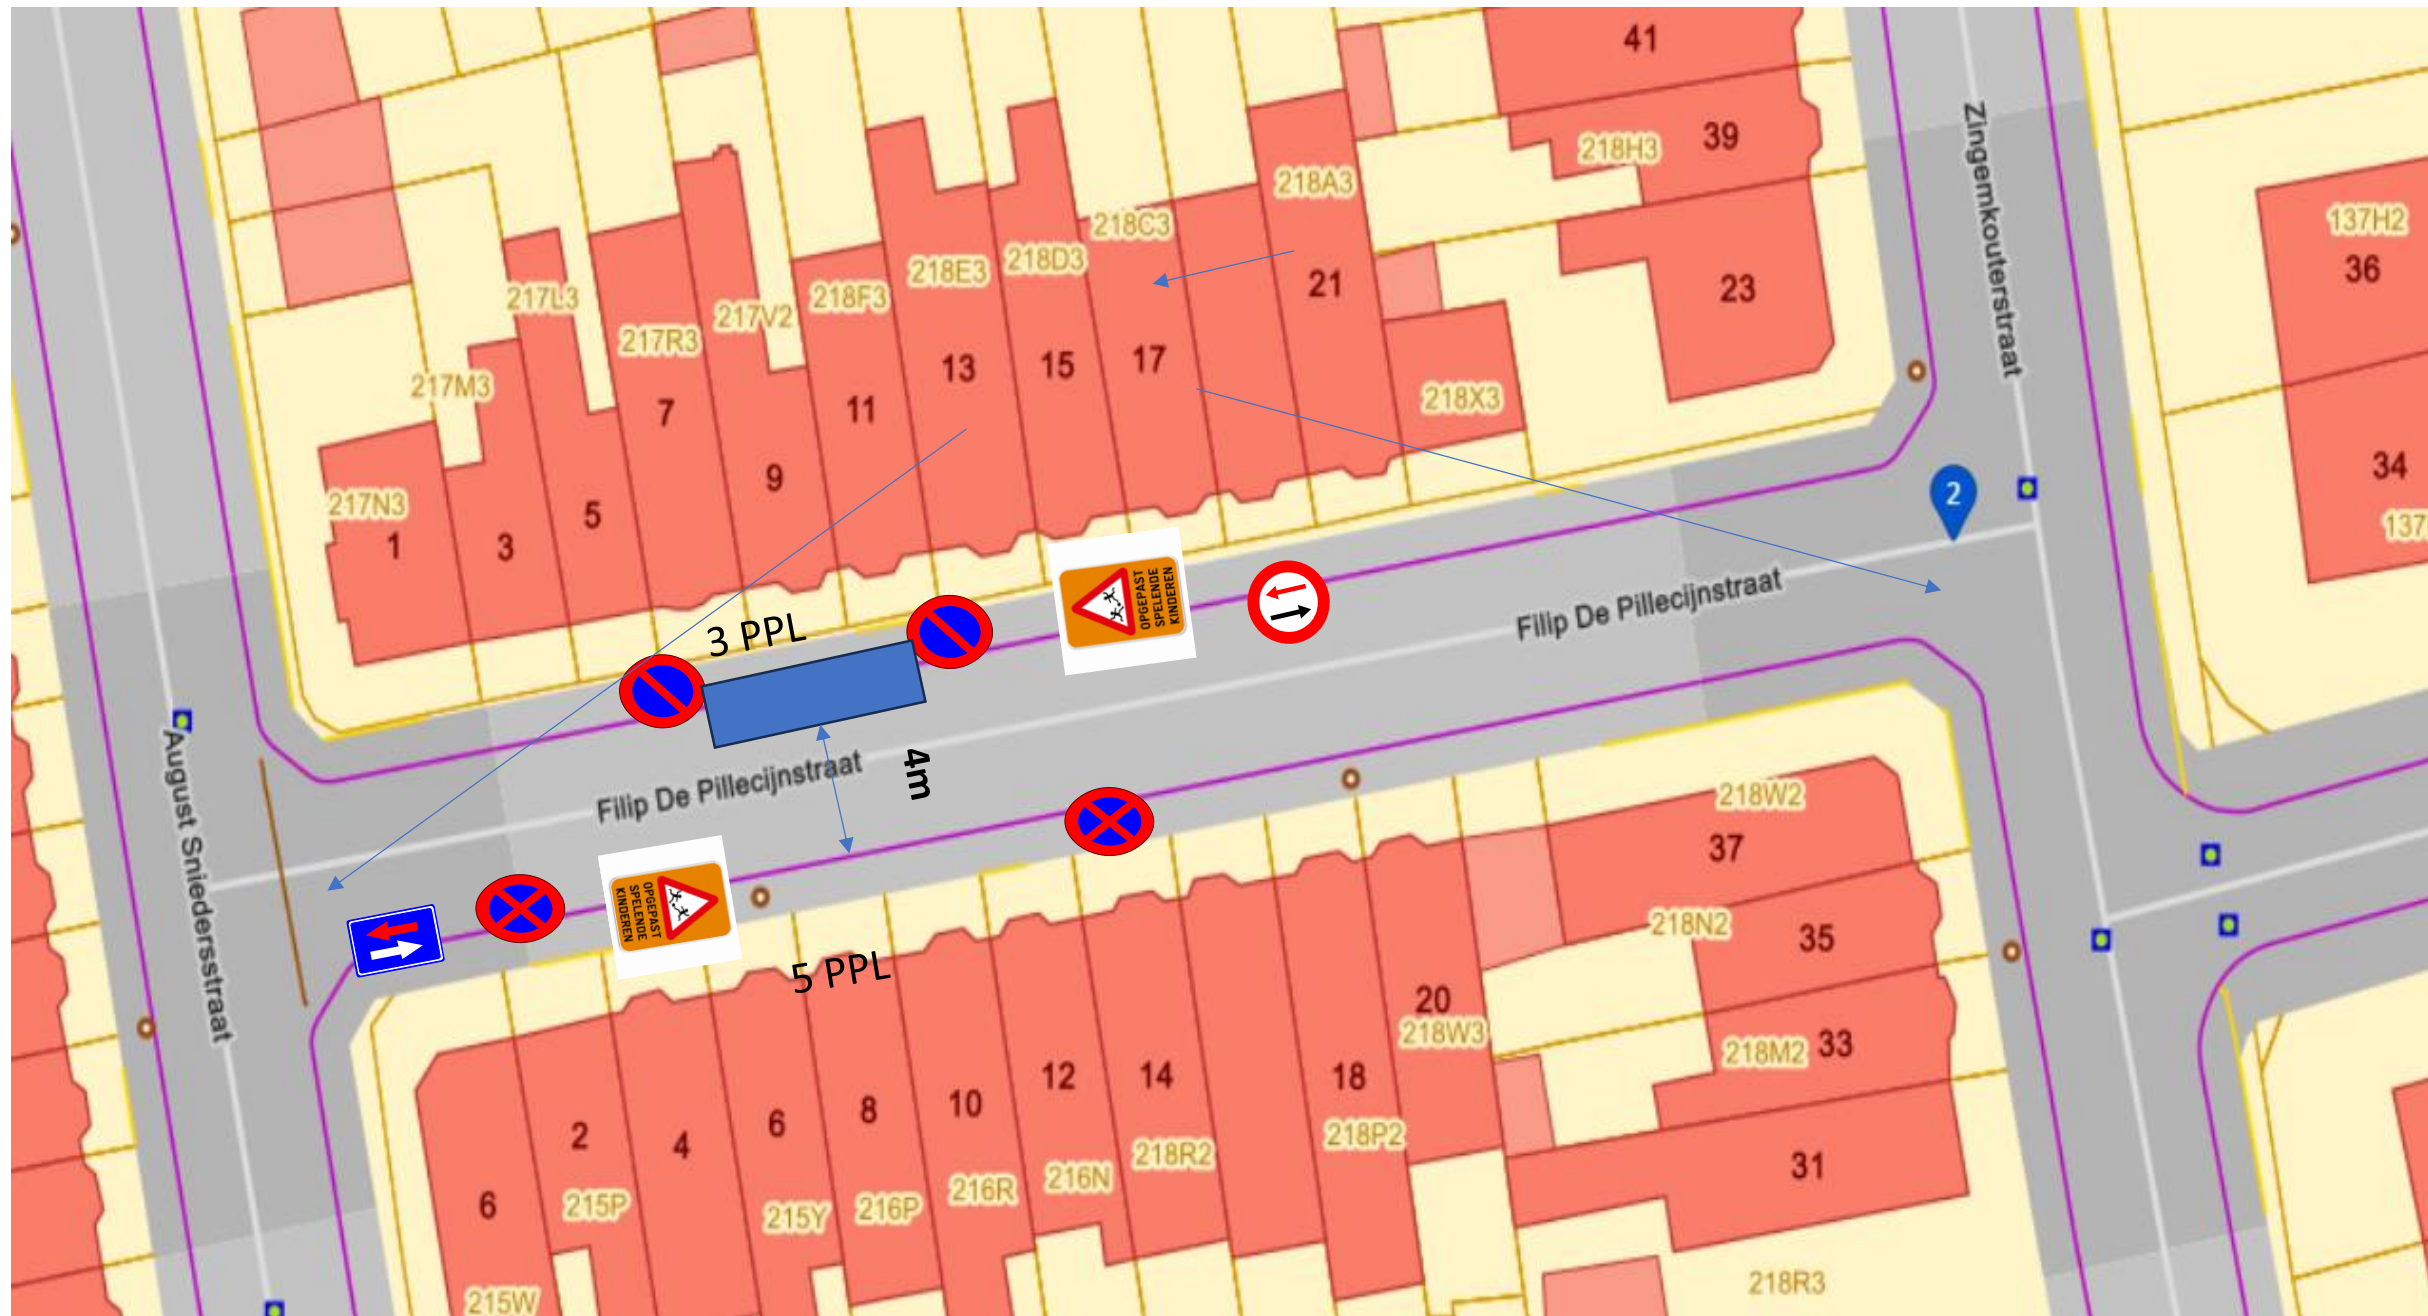 41
39
218H3
Zingemkouterstraat
218A3
137H2
36
218C3
218D3
218E3
21
23
217L3
218F3
217V2
217R3
17
15
13
217M3
218X3
11
7
34
9
2
217N3
5
137
1
3
OPGEPAST
SPELENDE
KINDEREN
3 PPL
Filip De Pillecijnstraat
4m
Filip De Pillecijnstraat
August Sniedersstraat
218W2
37
OPGEPAST
SPELENDE
KINDEREN
218N2
35
5 PPL
20
218W3
218M2
33
12
14
18
10
8
6
2
4
218P2
218R2
31
216N
216R
6
215P
215Y
216P
218R3
215W